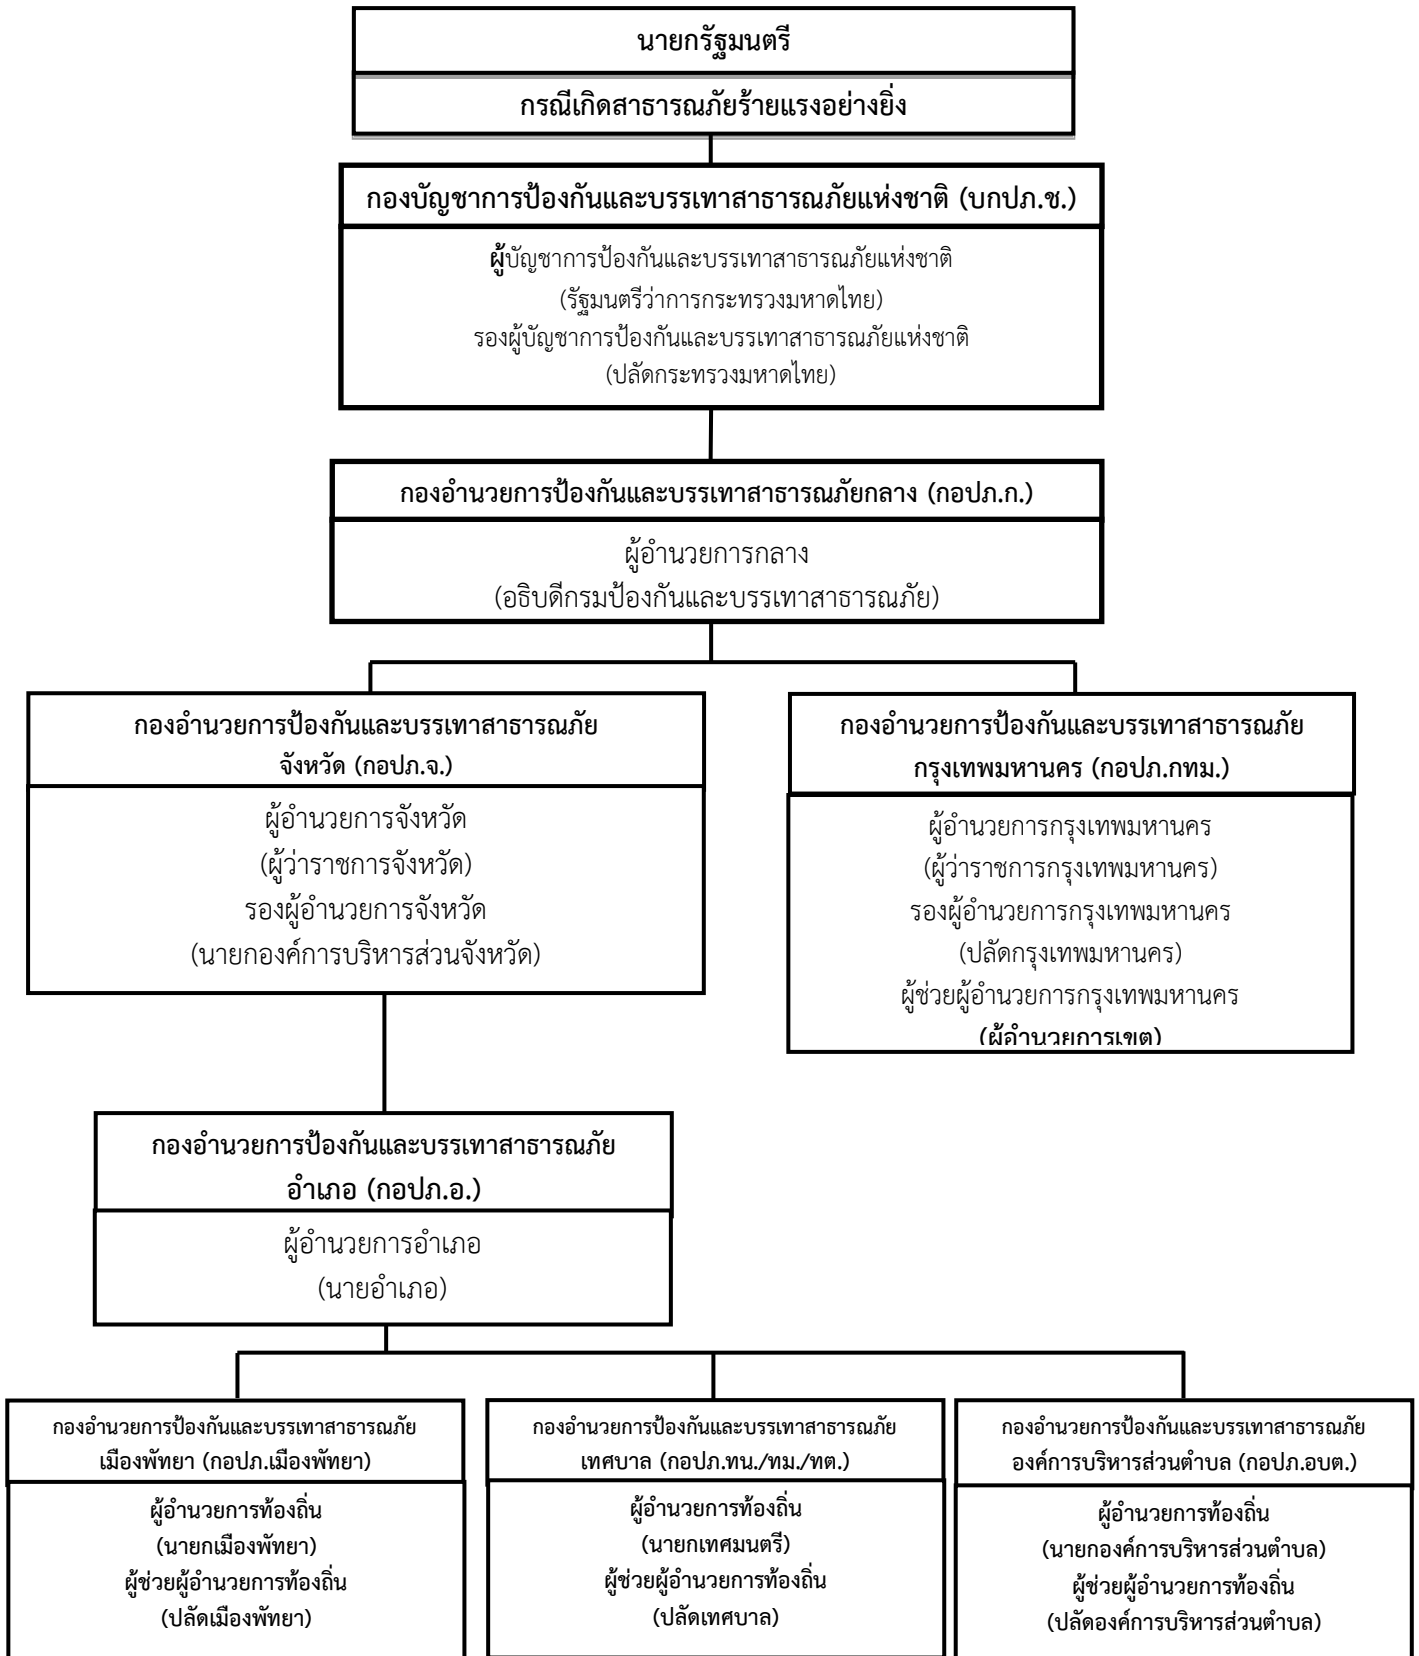 นายกรัฐมนตรี
กรณีเกิดสาธารณภัยร้ายแรงอย่างยิ่ง
กองบัญชาการป้องกันและบรรเทาสาธารณภัยแห่งชาติ (บกปภ.ช.)
ผู้บัญชาการป้องกันและบรรเทาสาธารณภัยแห่งชาติ
(รัฐมนตรีว่าการกระทรวงมหาดไทย)
รองผู้บัญชาการป้องกันและบรรเทาสาธารณภัยแห่งชาติ
(ปลัดกระทรวงมหาดไทย)
กองอำนวยการป้องกันและบรรเทาสาธารณภัยกลาง (กอปภ.ก.)
ผู้อำนวยการกลาง
(อธิบดีกรมป้องกันและบรรเทาสาธารณภัย)
กองอำนวยการป้องกันและบรรเทาสาธารณภัย
จังหวัด (กอปภ.จ.)
ผู้อำนวยการจังหวัด
(ผู้ว่าราชการจังหวัด)
รองผู้อำนวยการจังหวัด
(นายกองค์การบริหารส่วนจังหวัด)
กองอำนวยการป้องกันและบรรเทาสาธารณภัย
กรุงเทพมหานคร (กอปภ.กทม.)
ผู้อำนวยการกรุงเทพมหานคร
(ผู้ว่าราชการกรุงเทพมหานคร)
รองผู้อำนวยการกรุงเทพมหานคร
(ปลัดกรุงเทพมหานคร)
ผู้ช่วยผู้อำนวยการกรุงเทพมหานคร
(ผู้อำนวยการเขต)
กองอำนวยการป้องกันและบรรเทาสาธารณภัย
อำเภอ (กอปภ.อ.)
ผู้อำนวยการอำเภอ
(นายอำเภอ)
กองอำนวยการป้องกันและบรรเทาสาธารณภัย
เมืองพัทยา (กอปภ.เมืองพัทยา)
ผู้อำนวยการท้องถิ่น
(นายกเมืองพัทยา)
ผู้ช่วยผู้อำนวยการท้องถิ่น
(ปลัดเมืองพัทยา)
กองอำนวยการป้องกันและบรรเทาสาธารณภัย
เทศบาล (กอปภ.ทน./ทม./ทต.)
ผู้อำนวยการท้องถิ่น
(นายกเทศมนตรี)
ผู้ช่วยผู้อำนวยการท้องถิ่น
(ปลัดเทศบาล)
กองอำนวยการป้องกันและบรรเทาสาธารณภัย
องค์การบริหารส่วนตำบล (กอปภ.อบต.)
ผู้อำนวยการท้องถิ่น
(นายกองค์การบริหารส่วนตำบล)
ผู้ช่วยผู้อำนวยการท้องถิ่น
(ปลัดองค์การบริหารส่วนตำบล)